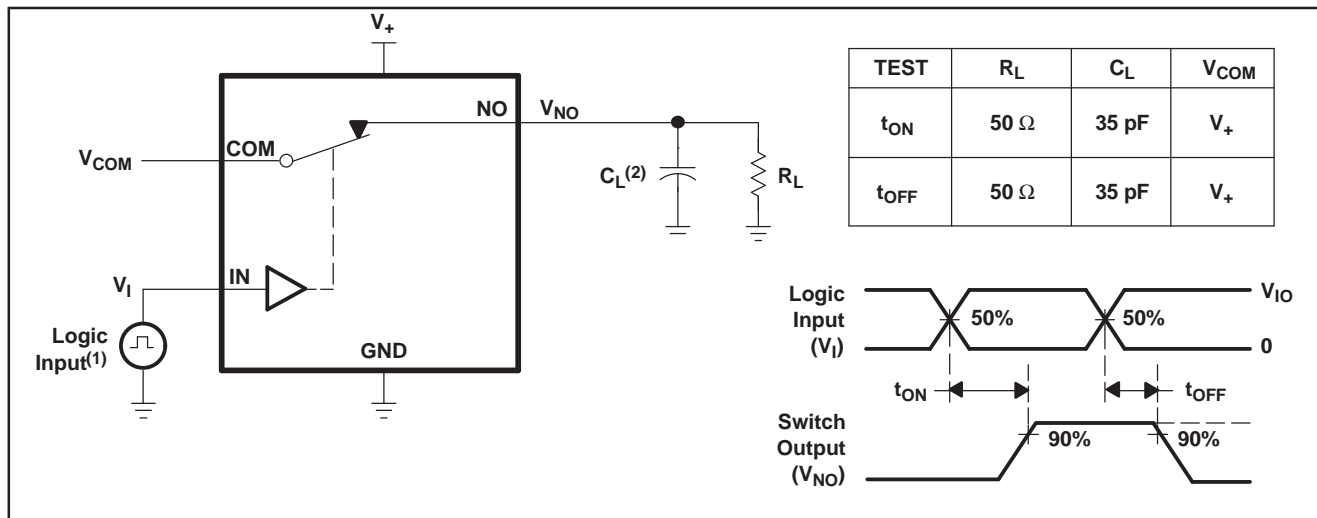 V+
NO
VNO
COM
VCOM
CL(2)
RL
VI
IN
Logic
Input(1)
GND
TEST RL CL VCOM
tON 50 Ω 35 pF V+
tOFF 50 Ω 35 pF V+
Logic
Input
(VI)
50%
50%
VIO
0
tON
tOFF
Switch
Output
(VNO)
90%
90%